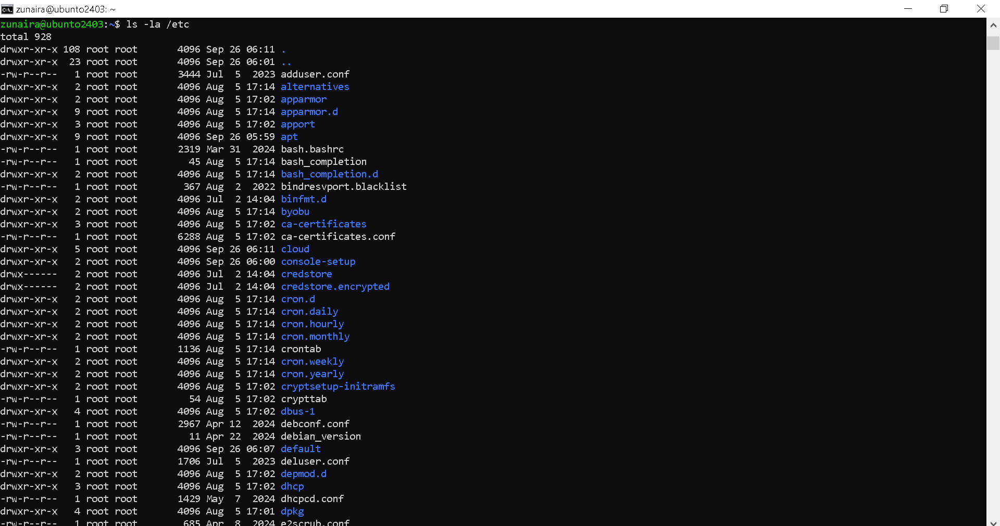 zunaira@ubunto2403: ~
zunaira@ubunto2403:~$ ls -la /etc
total 928
drwxr-xr-x 108 root root       4096 Sep 26 06:11 .
drwxr-xr-x  23 root root       4096 Sep 26 06:01 ..
-rw-r--r--   1 root root       3444 Jul  5  2023 adduser.conf
drwxr-xr-x   2 root root       4096 Aug  5 17:14 alternatives
drwxr-xr-x   2 root root       4096 Aug  5 17:02 apparmor
drwxr-xr-x   9 root root       4096 Aug  5 17:14 apparmor.d
drwxr-xr-x   3 root root       4096 Aug  5 17:02 apport
drwxr-xr-x   9 root root       4096 Sep 26 05:59 apt
-rw-r--r--   1 root root       2319 Mar 31  2024 bash.bashrc
-rw-r--r--   1 root root         45 Aug  5 17:14 bash_completion
drwxr-xr-x   2 root root       4096 Aug  5 17:14 bash_completion.d
-rw-r--r--   1 root root        367 Aug  2  2022 bindresvport.blacklist
drwxr-xr-x   2 root root       4096 Jul  2 14:04 binfmt.d
drwxr-xr-x   2 root root       4096 Aug  5 17:14 byobu
drwxr-xr-x   3 root root       4096 Aug  5 17:02 ca-certificates
-rw-r--r--   1 root root       6288 Aug  5 17:02 ca-certificates.conf
drwxr-xr-x   5 root root       4096 Sep 26 06:11 cloud
drwxr-xr-x   2 root root       4096 Sep 26 06:00 console-setup
drwx------   2 root root       4096 Jul  2 14:04 credstore
drwx------   2 root root       4096 Jul  2 14:04 credstore.encrypted
drwxr-xr-x   2 root root       4096 Aug  5 17:14 cron.d
drwxr-xr-x   2 root root       4096 Aug  5 17:14 cron.daily
drwxr-xr-x   2 root root       4096 Aug  5 17:14 cron.hourly
drwxr-xr-x   2 root root       4096 Aug  5 17:14 cron.monthly
-rw-r--r--   1 root root       1136 Aug  5 17:14 crontab
drwxr-xr-x   2 root root       4096 Aug  5 17:14 cron.weekly
drwxr-xr-x   2 root root       4096 Aug  5 17:14 cron.yearly
drwxr-xr-x   2 root root       4096 Aug  5 17:02 cryptsetup-initramfs
-rw-r--r--   1 root root         54 Aug  5 17:02 crypttab
drwxr-xr-x   4 root root       4096 Aug  5 17:02 dbus-1
-rw-r--r--   1 root root       2967 Apr 12  2024 debconf.conf
-rw-r--r--   1 root root         11 Apr 22  2024 debian_version
drwxr-xr-x   3 root root       4096 Sep 26 06:07 default
-rw-r--r--   1 root root       1706 Jul  5  2023 deluser.conf
drwxr-xr-x   2 root root       4096 Aug  5 17:02 depmod.d
drwxr-xr-x   3 root root       4096 Aug  5 17:02 dhcp
-rw-r--r--   1 root root       1429 May  7  2024 dhcpcd.conf
drwxr-xr-x   4 root root       4096 Aug  5 17:01 dpkg
-rw-r--r--   1 root root        685 Apr  8  2024 e2scrub.conf